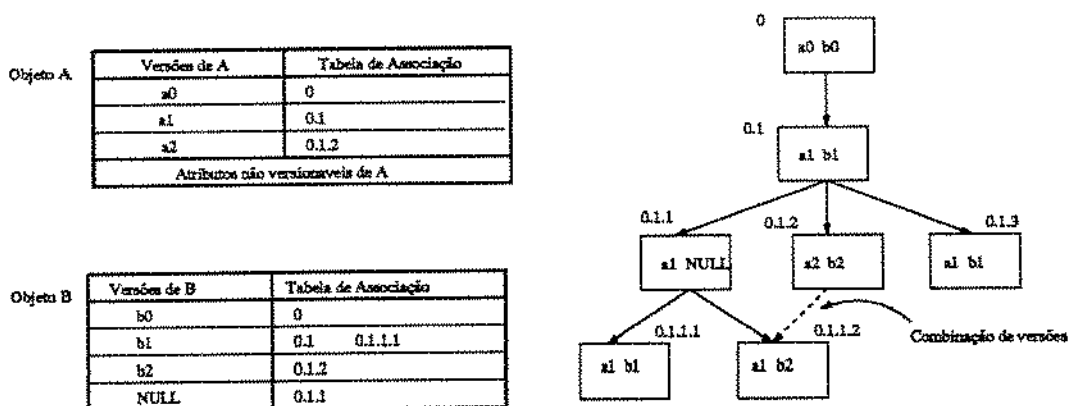 Objeto A
Versões de A Tabela de Associação
a0 0
a1 0.1
a2 0.1.2
Atributos não versionaveis de A
Objeto B
Versões de B Tabela de Associação
b0 0
b1 0.1 0.1.1.1
b2 0.1.2
NULL 0.1.1
0
a0 b0
0.1
a1 b1
0.1.1
0.1.2
0.1.3
a1 NULL
a2 b2
a1 b1
0.1.1.1
0.1.1.2
Combinação de versões
a1 b1
a1 b2